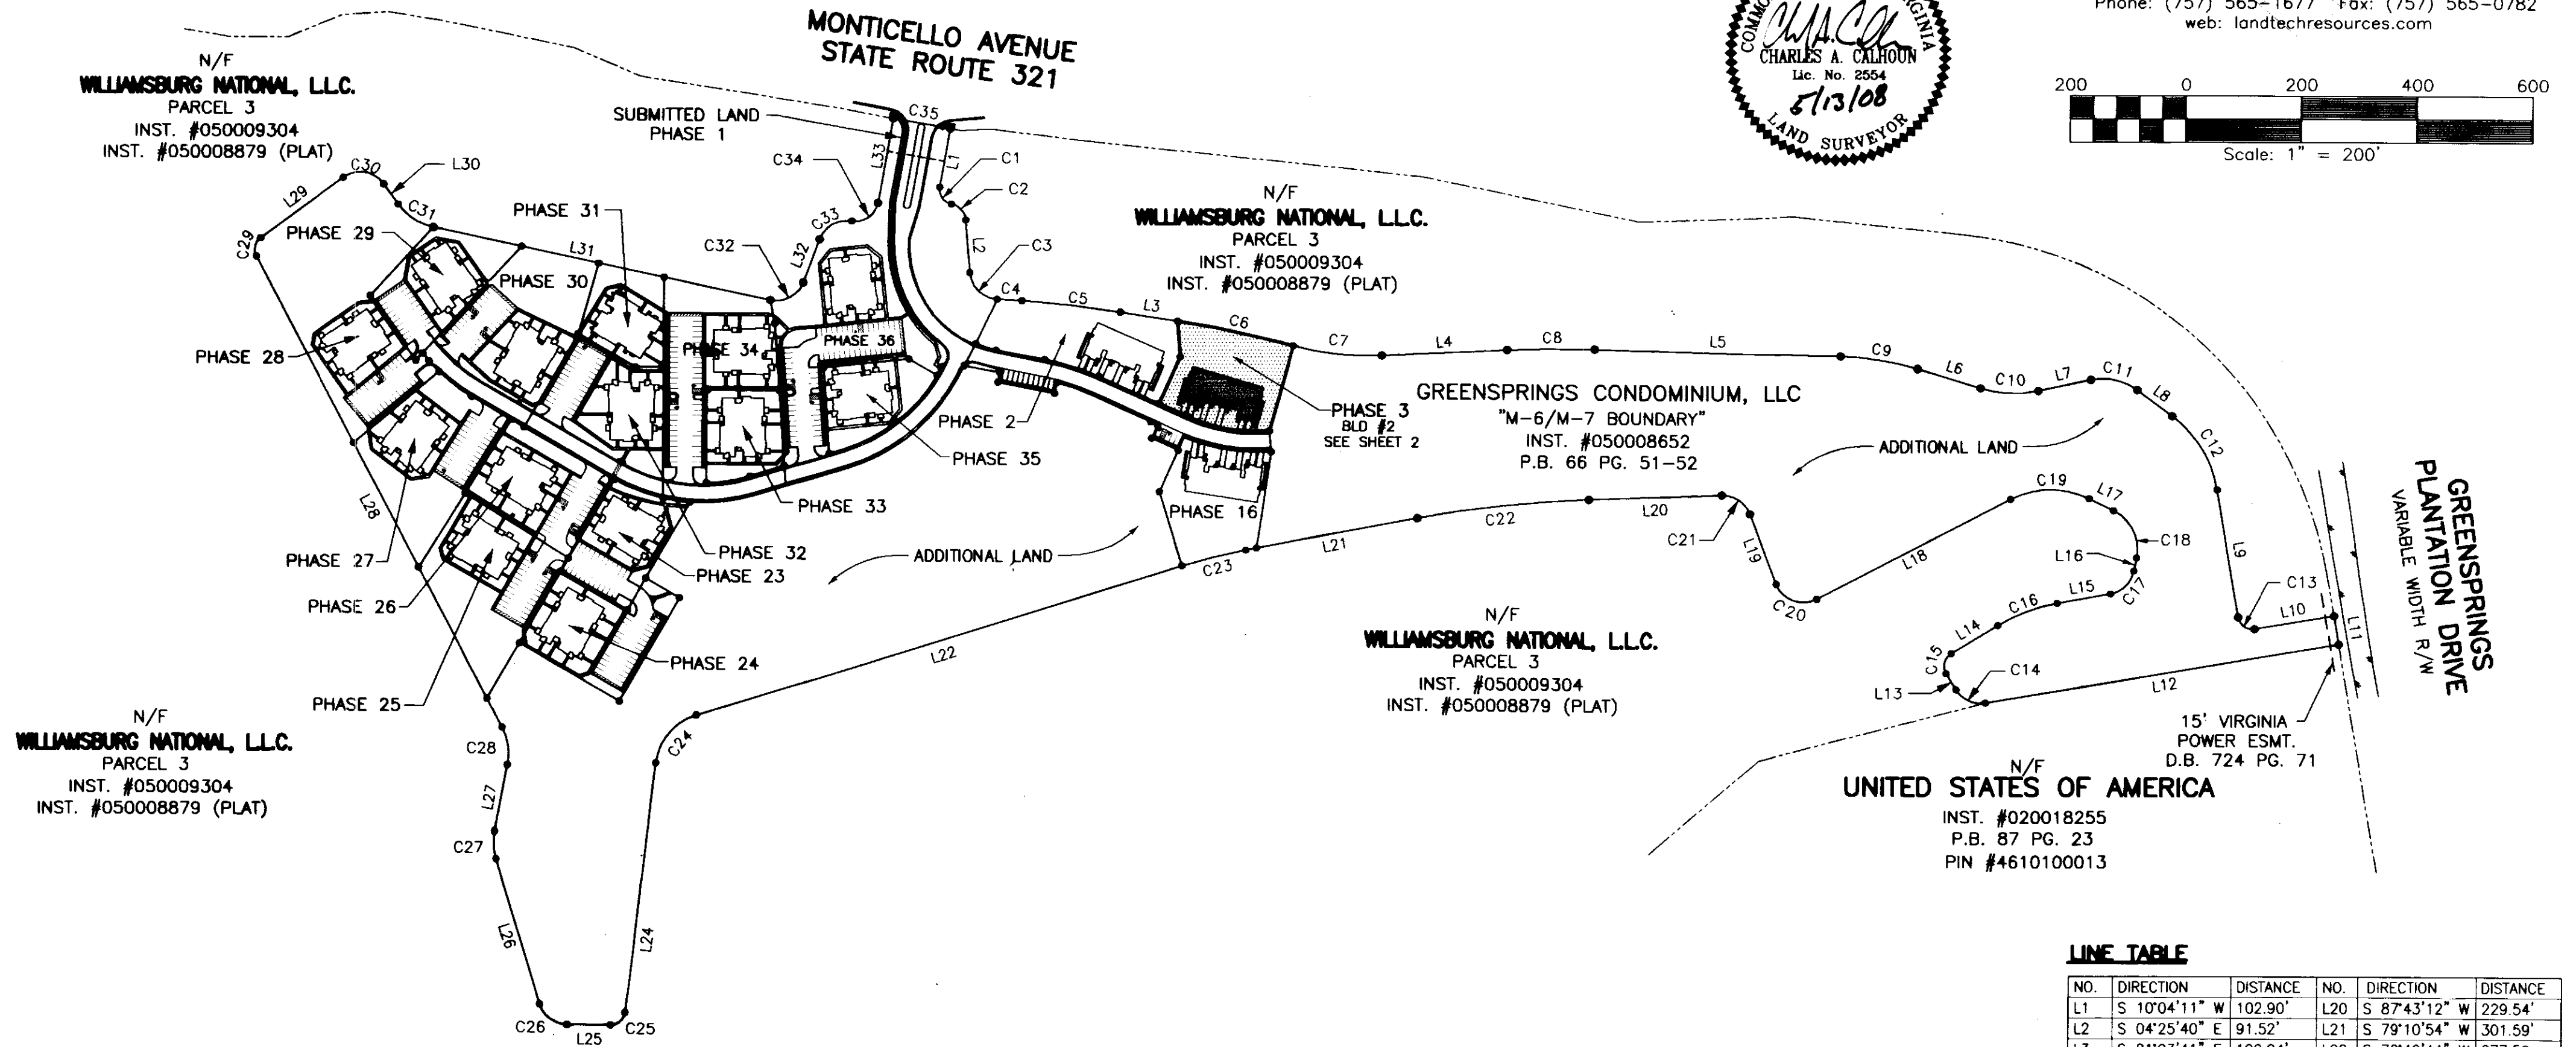 MONTICELLO AVENUE
STATE ROUTE 321
CHARLES A. CALHOUN
Lic. No. 2554
5/13/08
LAND SURVEYOR
Phone: (757) 565-1677 Fax: (757) 565-0782
web: landtechresources.com
200 0 200 400 600
Scale: 1" = 200'
N/F
WILLIAMSBURG NATIONAL, L.L.C.
PARCEL 3
INST. #050009304
INST. #050008879 (PLAT)
SUBMITTED LAND
PHASE 1
C35
L33
L1
C34
C1
C2
C30
L30
L29
C31
C29
PHASE 29
PHASE 31
PHASE 30
L31
C32
L32
C33
L2
C3
N/F
WILLIAMSBURG NATIONAL, L.L.C.
PARCEL 3
INST. #050009304
INST. #050008879 (PLAT)
C4
C5
L3
C6
C7
L4
C8
L5
C9
L6
C10
L7
C11
L8
C12
PHASE 28
PHASE 34
PHASE 36
PHASE 2
PHASE 3
BLD #2
SEE SHEET 2
GREENSPRINGS CONDOMINIUM, LLC
"M-6/M-7 BOUNDARY"
INST. #050008652
P.B. 66 PG. 51-52
ADDITIONAL LAND
PHASE 35
PHASE 33
PHASE 16
L28
PHASE 27
PHASE 32
PHASE 23
PHASE 26
PHASE 24
PHASE 25
ADDITIONAL LAND
C23
L21
C22
L20
C21
L19
C20
L18
C19
L17
C18
L16
C17
L15
C16
L14
C15
L13
C14
L9
C13
L10
L11
L12
GREENSPRINGS
PLANTATION DRIVE
VARIABLE WIDTH R/W
L22
N/F
WILLIAMSBURG NATIONAL, L.L.C.
PARCEL 3
INST. #050009304
INST. #050008879 (PLAT)
15' VIRGINIA
POWER ESMT.
D.B. 724 PG. 71
N/F
UNITED STATES OF AMERICA
INST. #020018255
P.B. 87 PG. 23
PIN #4610100013
N/F
WILLIAMSBURG NATIONAL, L.L.C.
PARCEL 3
INST. #050009304
INST. #050008879 (PLAT)
C28
C24
L27
C27
L26
L24
C26
L25
C25
LINE TABLE
NO. DIRECTION DISTANCE NO. DIRECTION DISTANCE
L1 S 10°04'11" W 102.90' L20 S 87°43'12" W 229.54'
L2 S 04°25'40" E 91.52' L21 S 79°10'54" W 301.59'